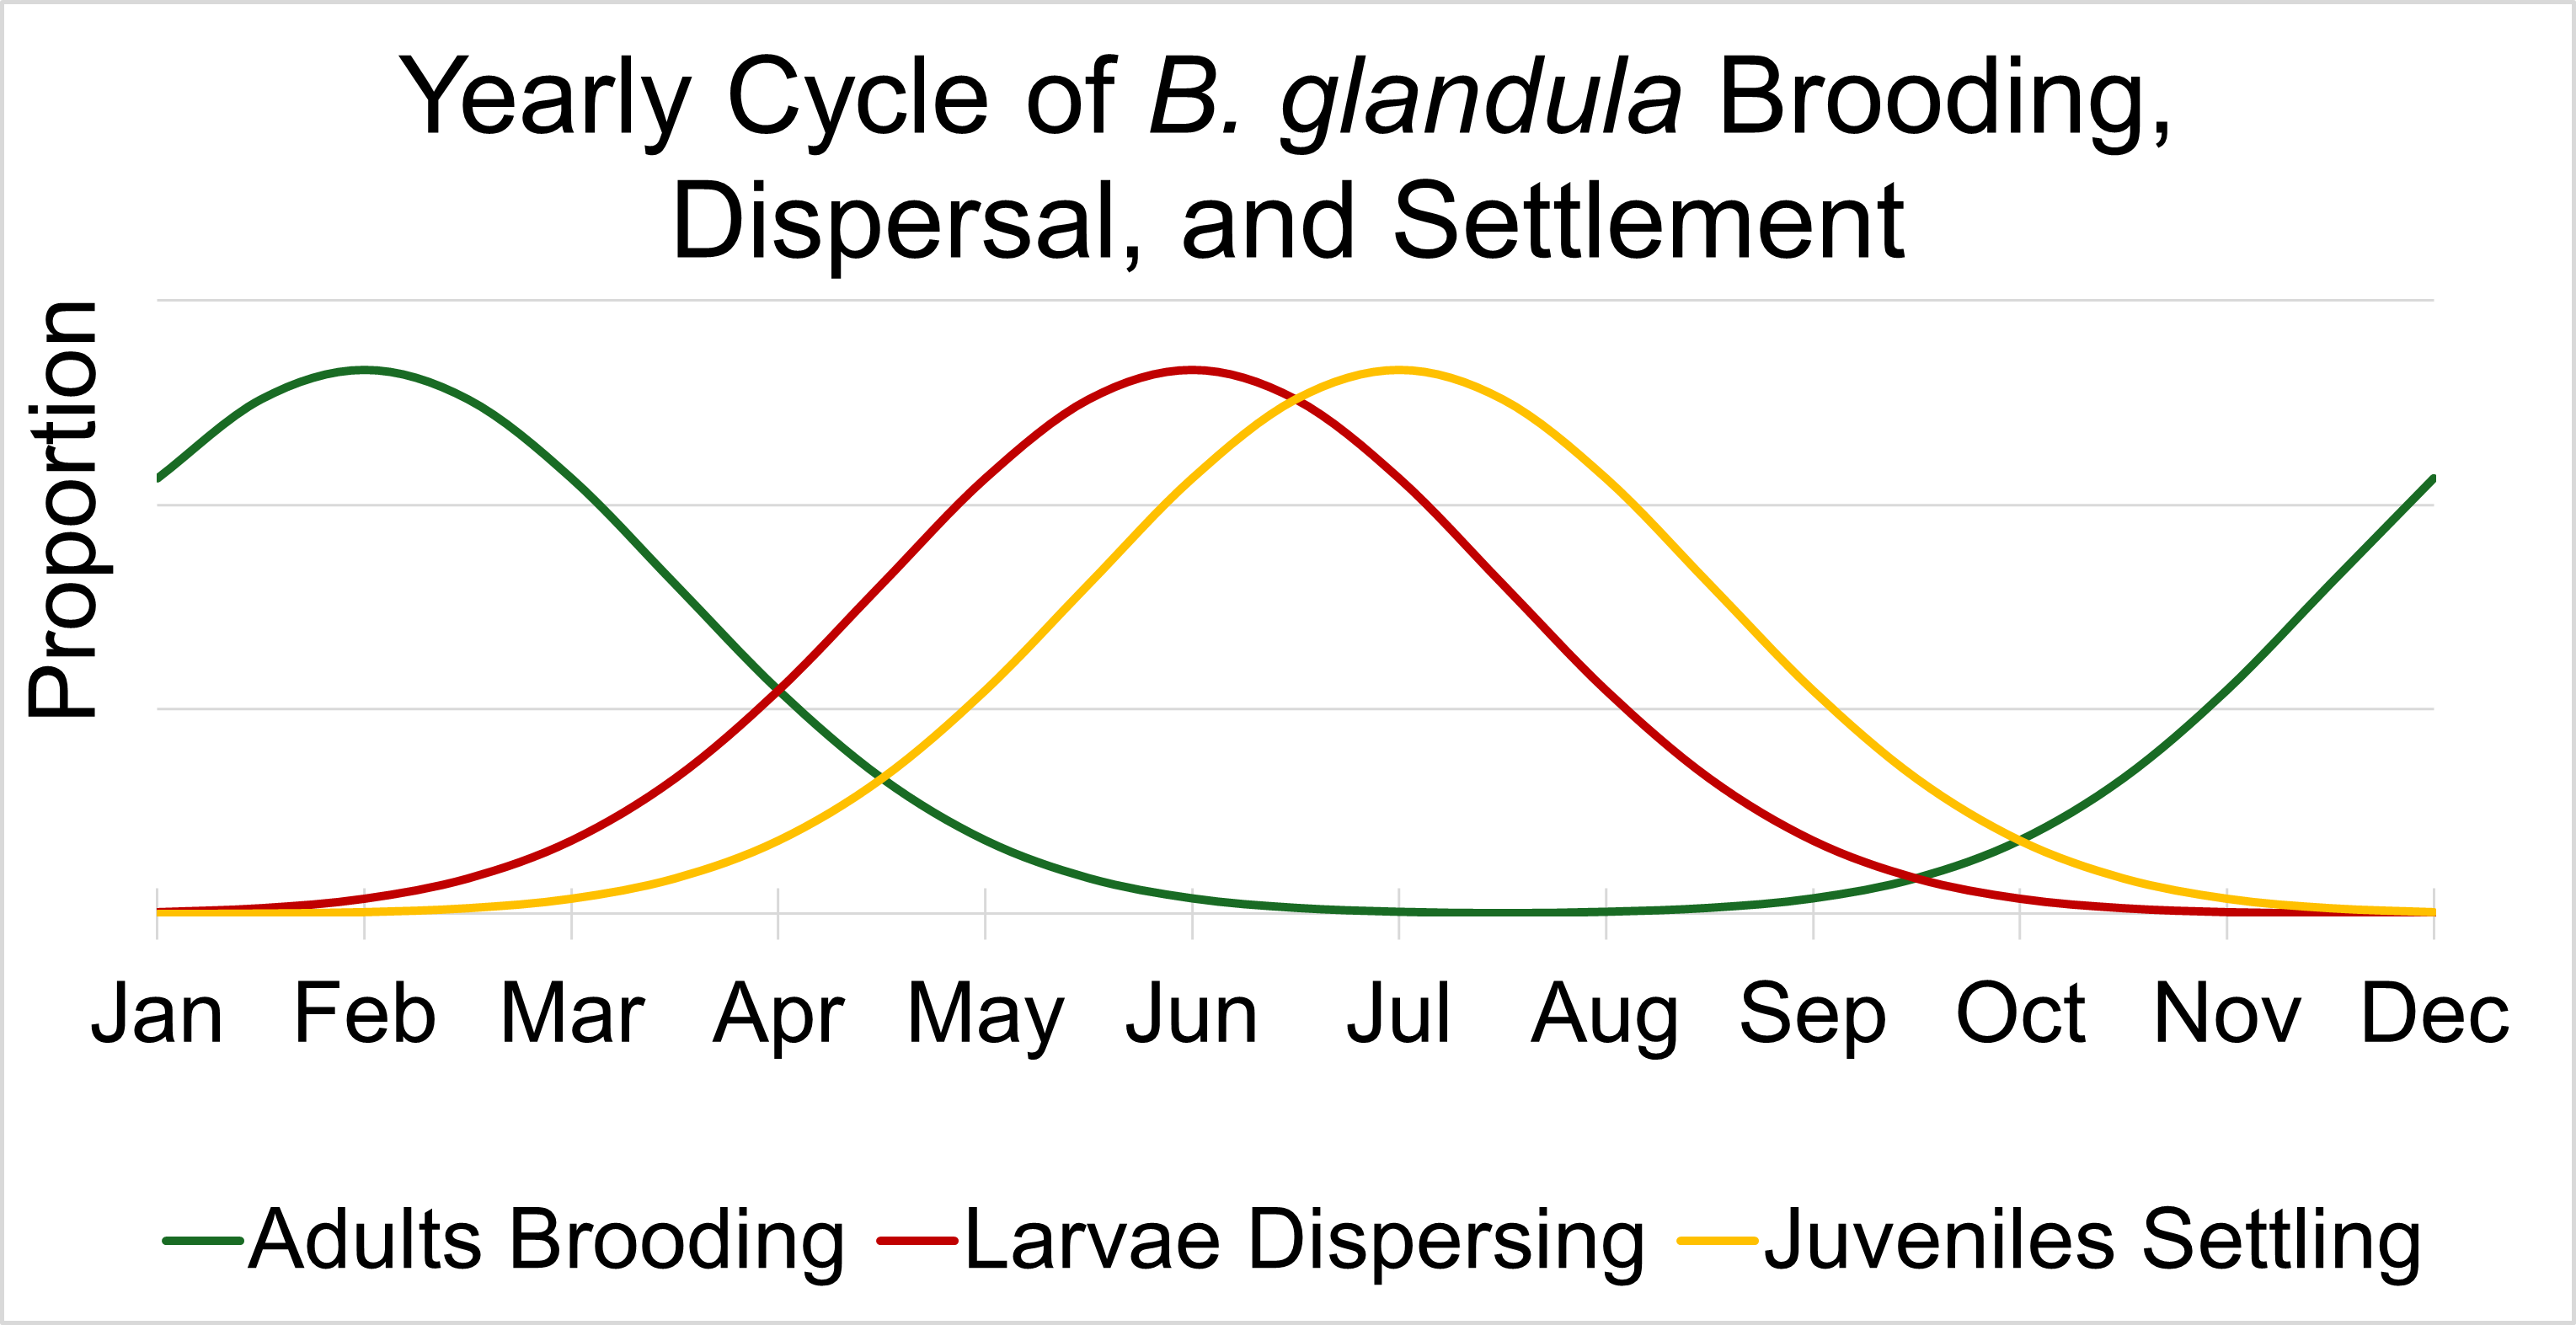 Yearly Cycle of B. glandula Brooding,
Dispersal, and Settlement
Proportion
Jan Feb Mar Apr May Jun Jul Aug Sep Oct Nov Dec
Adults Brooding Larvae Dispersing Juveniles Settling